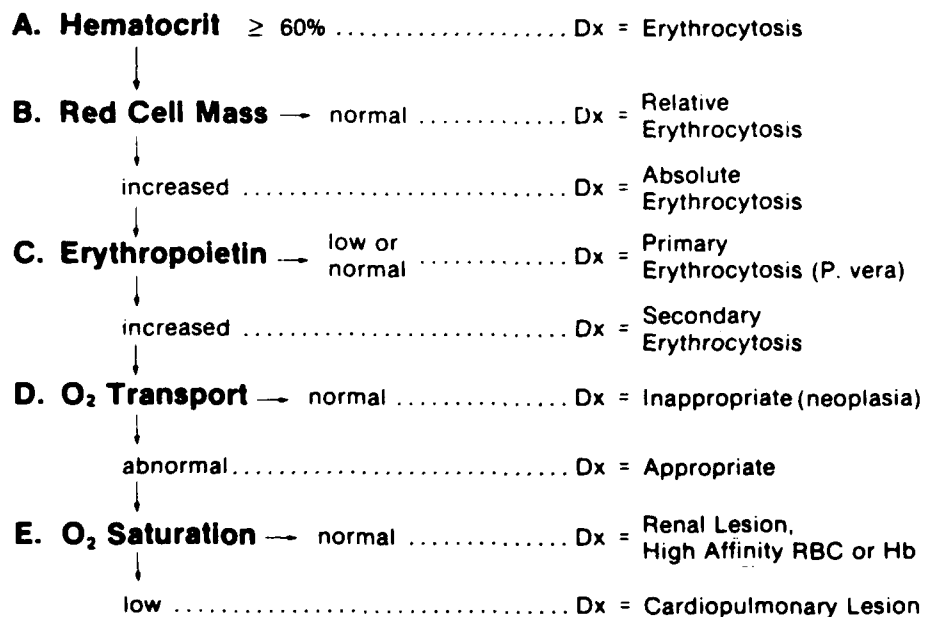 A. Hematocrit ≥ 60% ...................... Dx = Erythrocytosis
B. Red Cell Mass → normal ............. Dx = Relative Erythrocytosis
increased ............................... Dx = Absolute Erythrocytosis
C. Erythropoietin → low or normal ............ Dx = Primary Erythrocytosis (P. vera)
increased ............................... Dx = Secondary Erythrocytosis
D. O₂ Transport → normal ................ Dx = Inappropriate (neoplasia)
abnormal ............................... Dx = Appropriate
E. O₂ Saturation → normal ............... Dx = Renal Lesion, High Affinity RBC or Hb
low ..................................... Dx = Cardiopulmonary Lesion